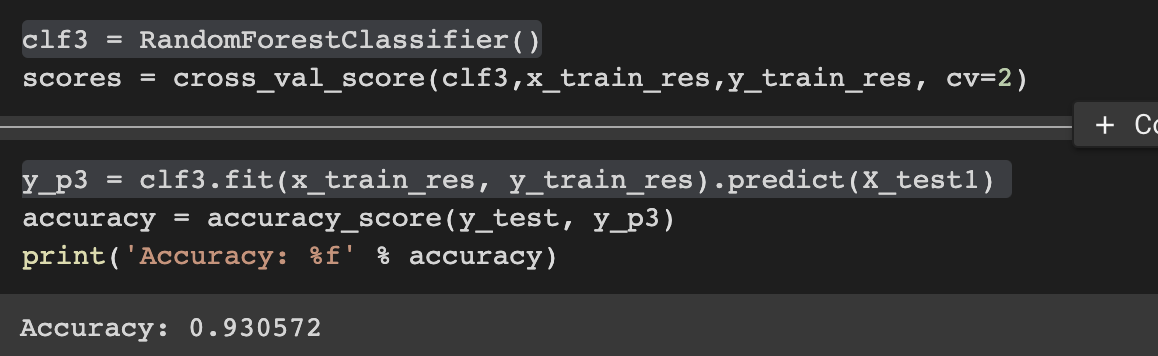 clf3 = RandomForestClassifier()
scores = cross_val_score(clf3,x_train_res,y_train_res, cv=2)
+ Co
y_p3 = clf3.fit(x_train_res, y_train_res).predict(X_test1)
accuracy = accuracy_score(y_test, y_p3)
print('Accuracy: %f' % accuracy)
Accuracy: 0.930572